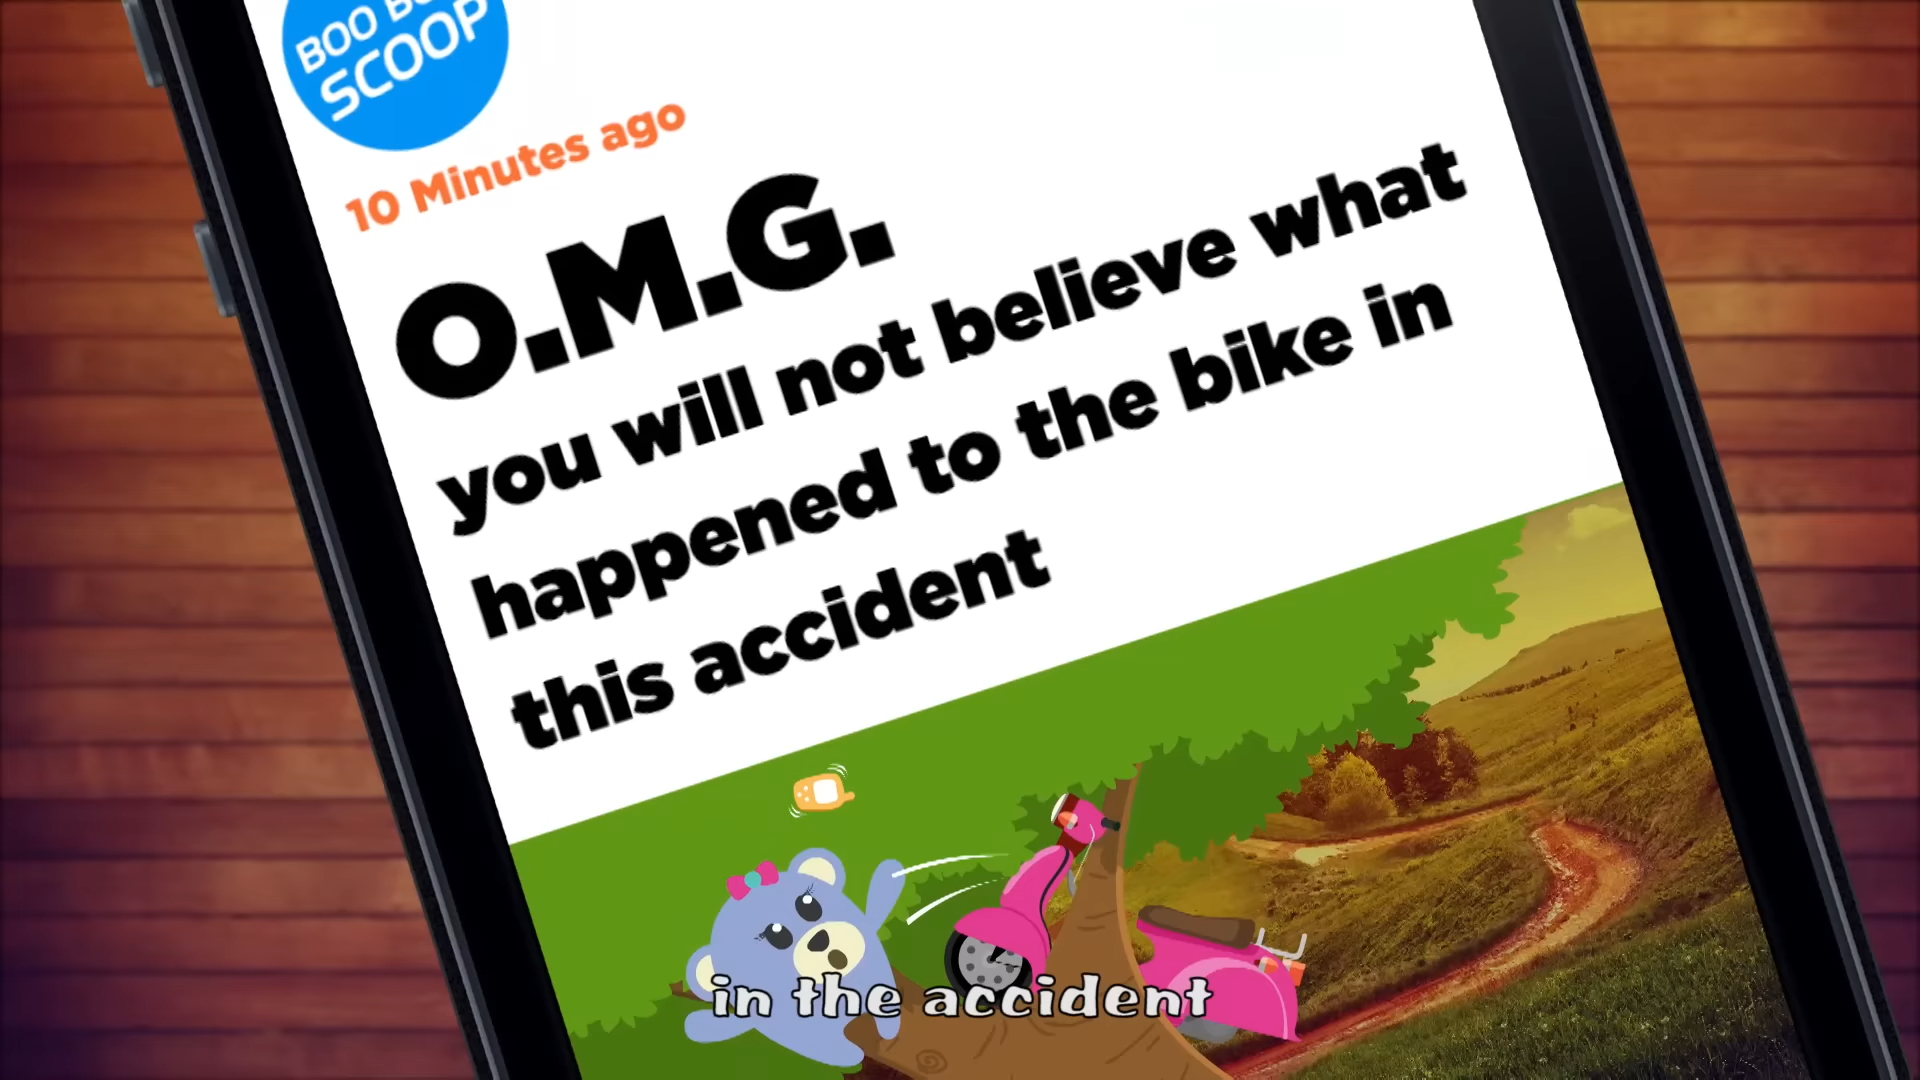 BOO
SCOOP
10 Minutes ago
O.M.G.
you will not believe what
happened to the bike in
this accident
in the accident